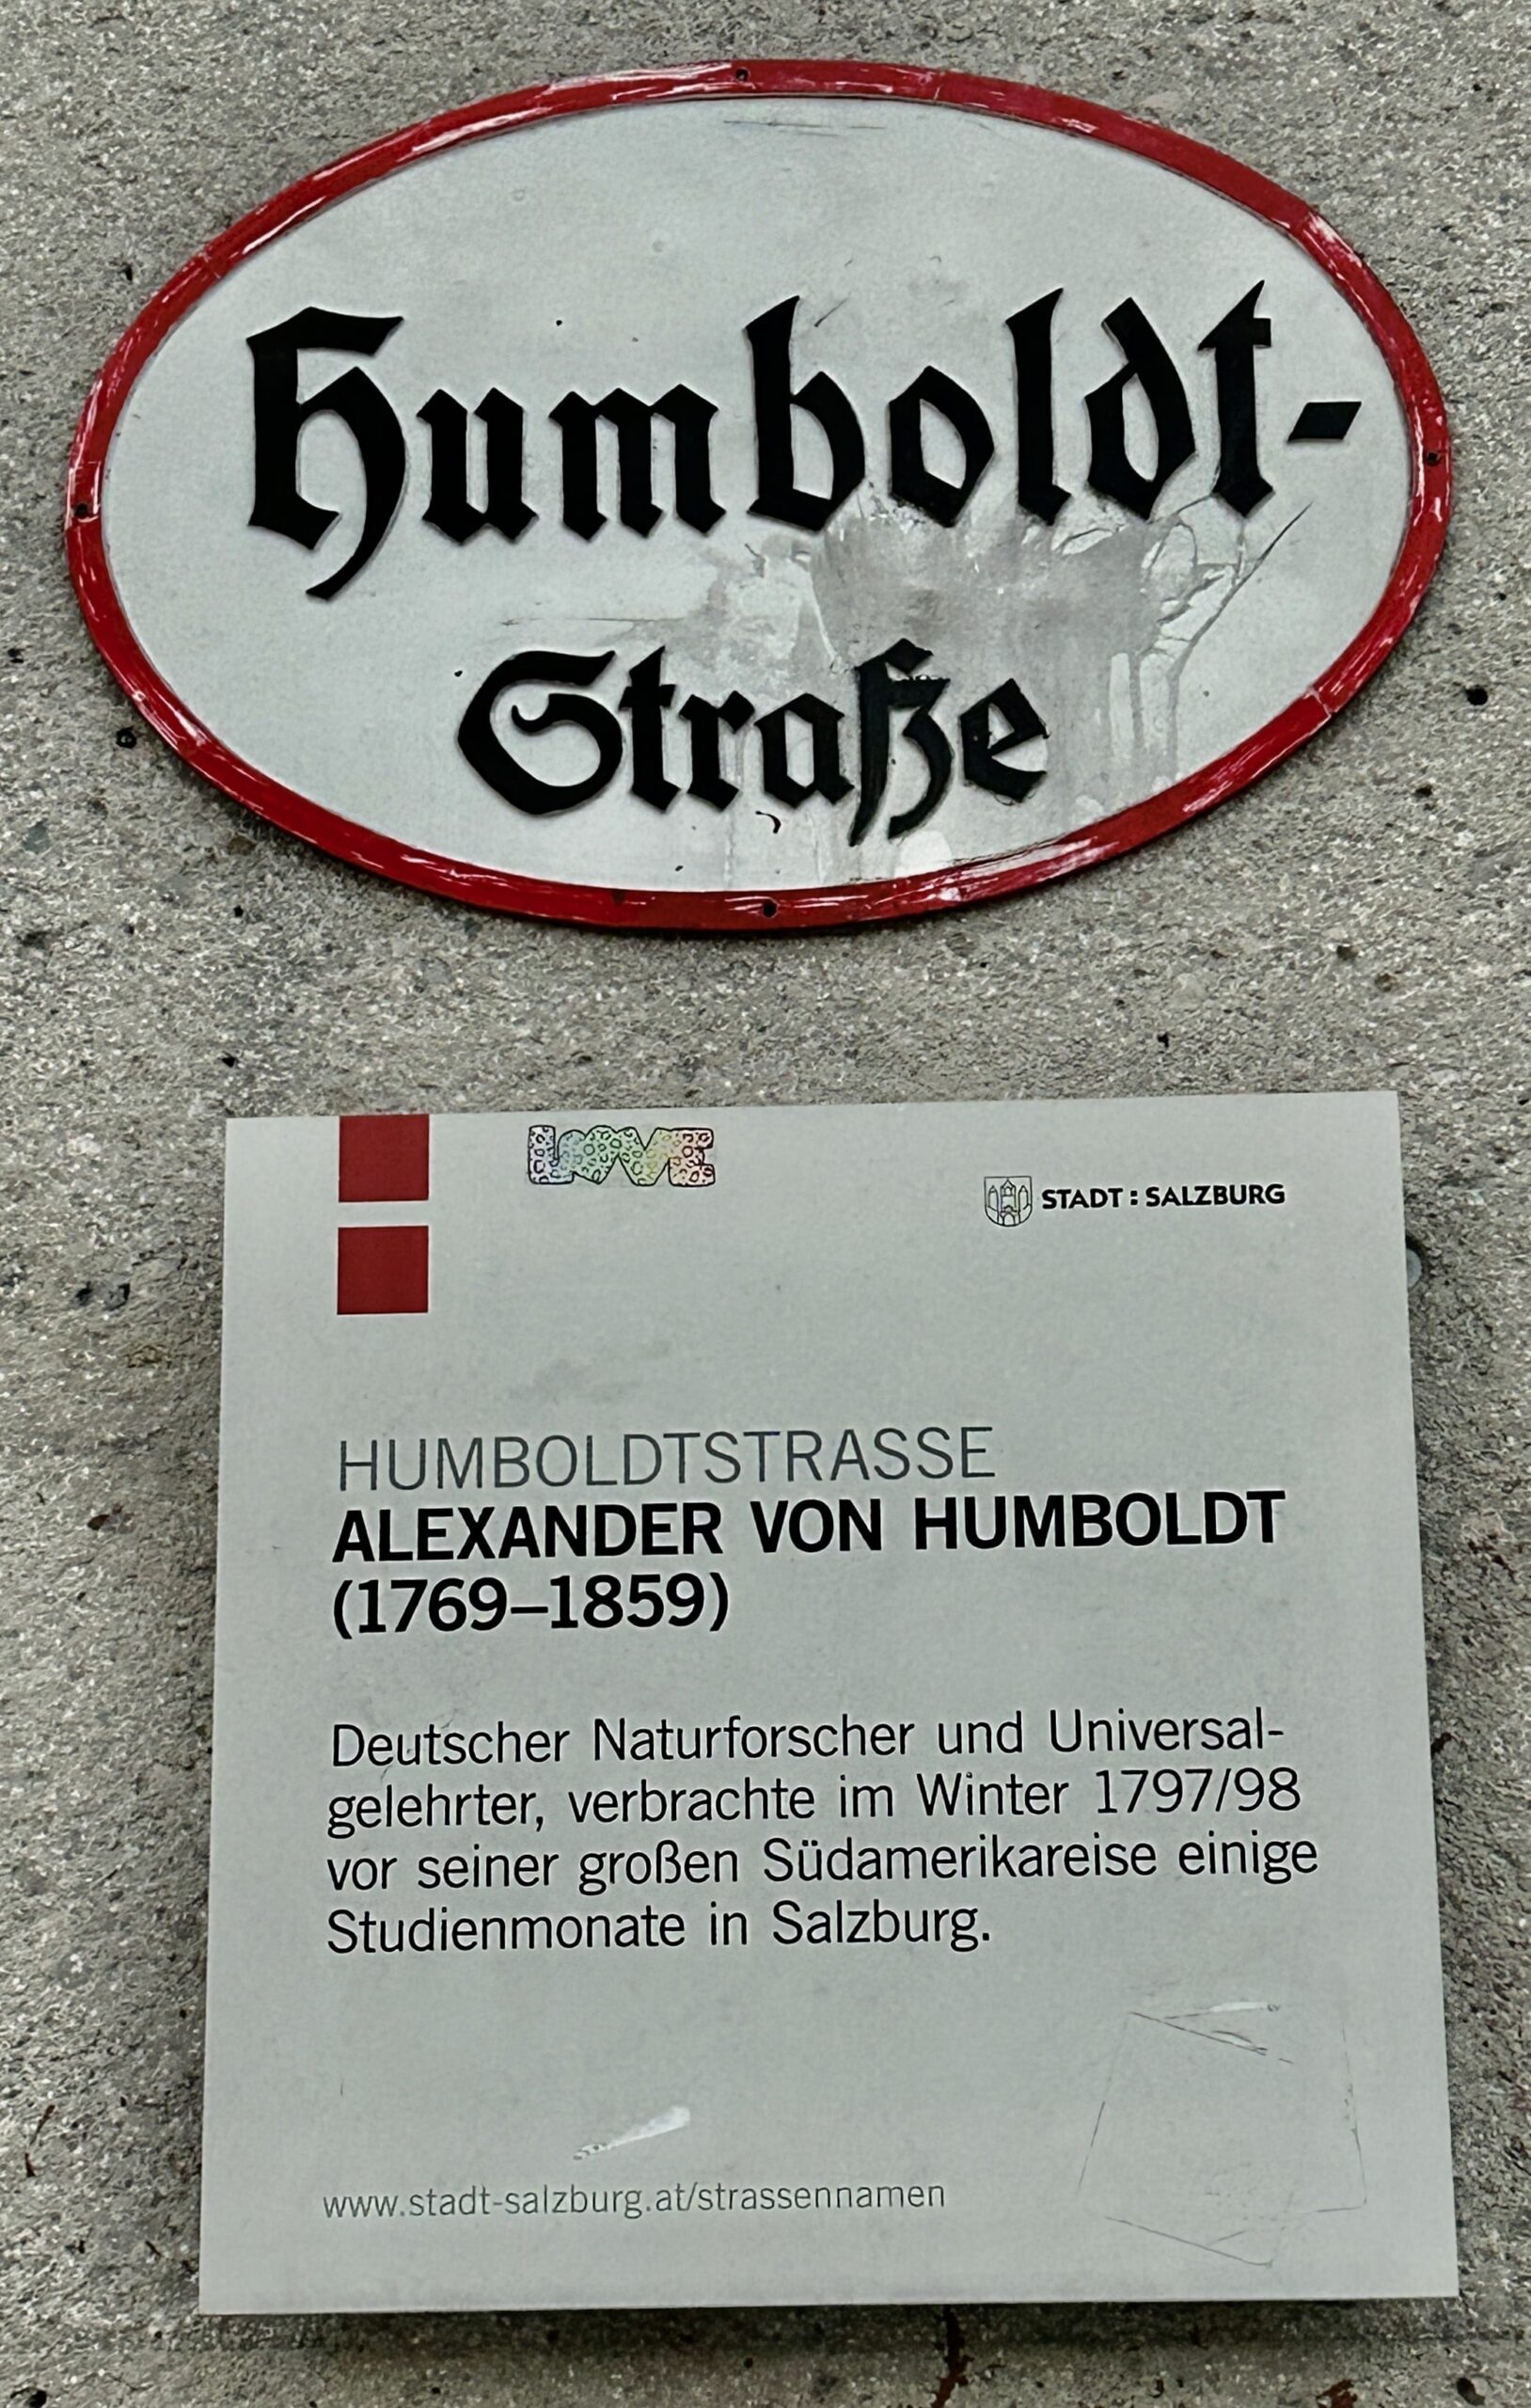 Humboldt-
Straße
LOVE
STADT : SALZBURG
HUMBOLDTSTRASSE
ALEXANDER VON HUMBOLDT
(1769–1859)
Deutscher Naturforscher und Universal-
gelehrter, verbrachte im Winter 1797/98
vor seiner großen Südamerikareise einige
Studienmonate in Salzburg.
www.stadt-salzburg.at/strassennamen